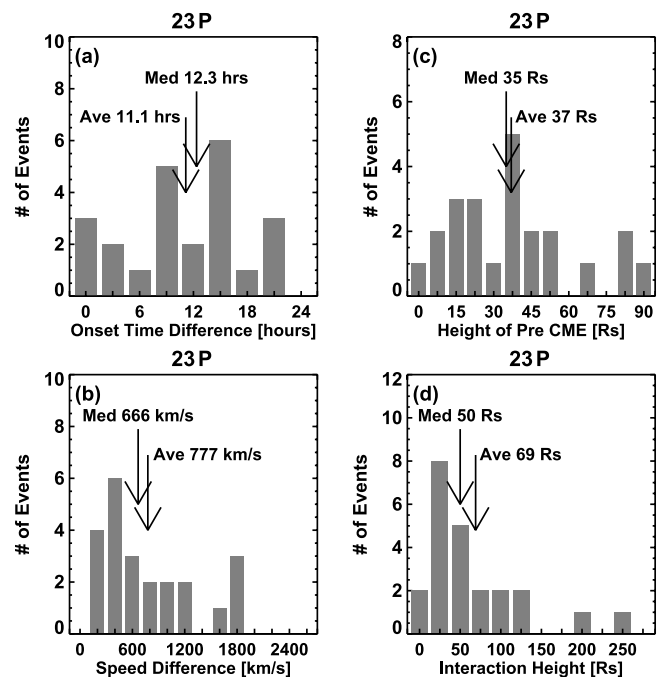 23P
(a)
Med 12.3 hrs
Ave 11.1 hrs
# of Events
10
8
6
4
2
0
0 6 12 18 24
Onset Time Difference [hours]
23P
(c)
Med 35 Rs
Ave 37 Rs
# of Events
8
6
4
2
0
0 15 30 45 60 75 90
Height of Pre CME [Rs]
23P
(b)
Med 666 km/s
Ave 777 km/s
# of Events
10
8
6
4
2
0
0 600 1200 1800 2400
Speed Difference [km/s]
23P
(d)
Med 50 Rs
Ave 69 Rs
# of Events
12
10
8
6
4
2
0
0 50 100 150 200 250
Interaction Height [Rs]